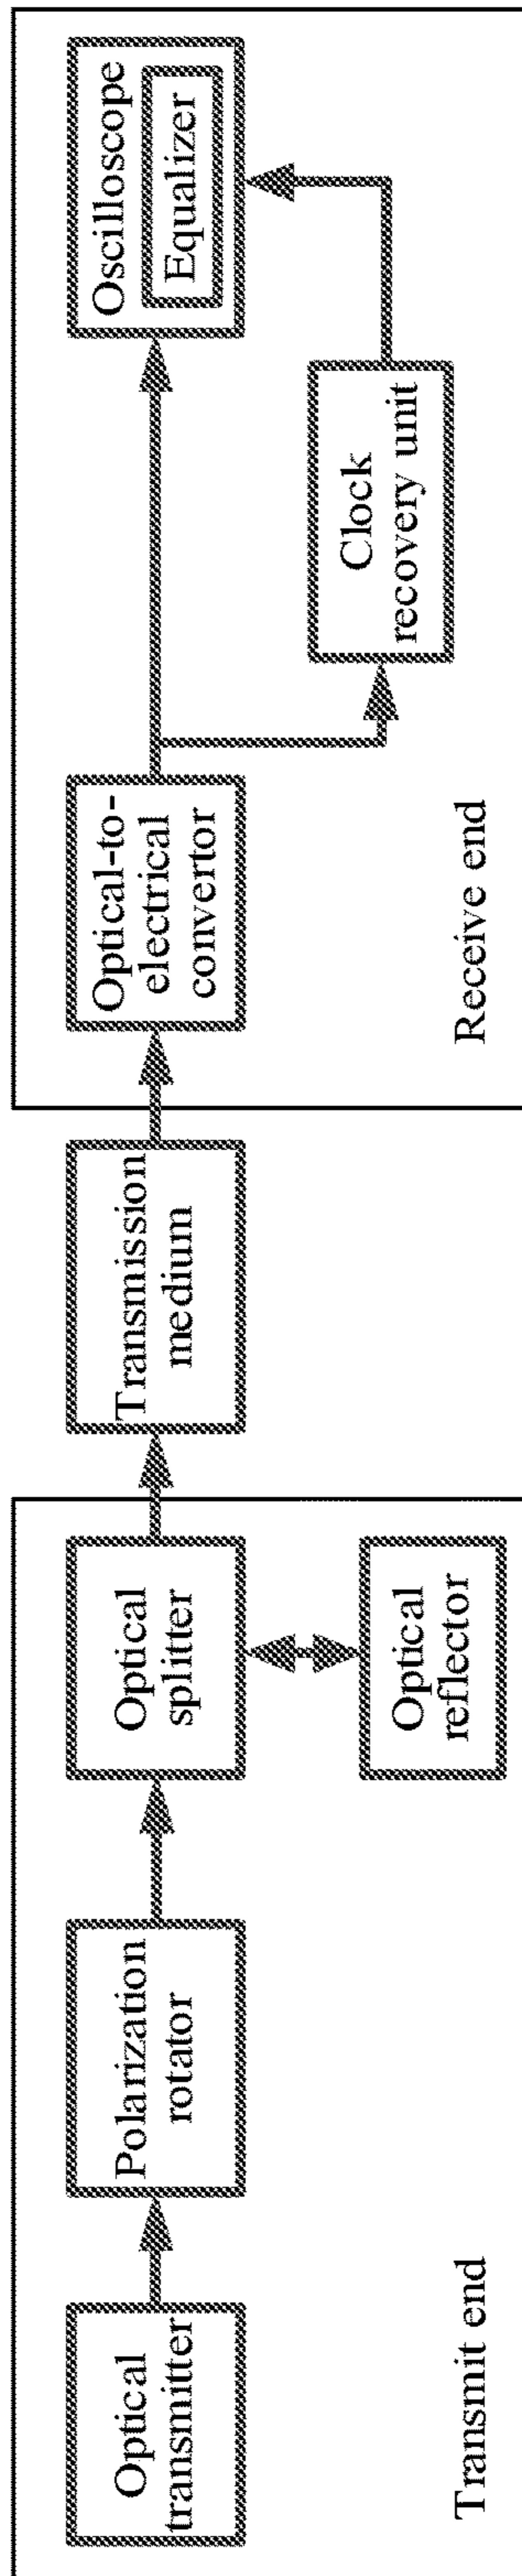 Optical
transmitter
Polarization
rotator
Optical
splitter
Optical
reflector
Transmit end
Transmission
medium
Optical-to-
electrical
convertor
Clock
recovery unit
Oscilloscope
Equalizer
Receive end